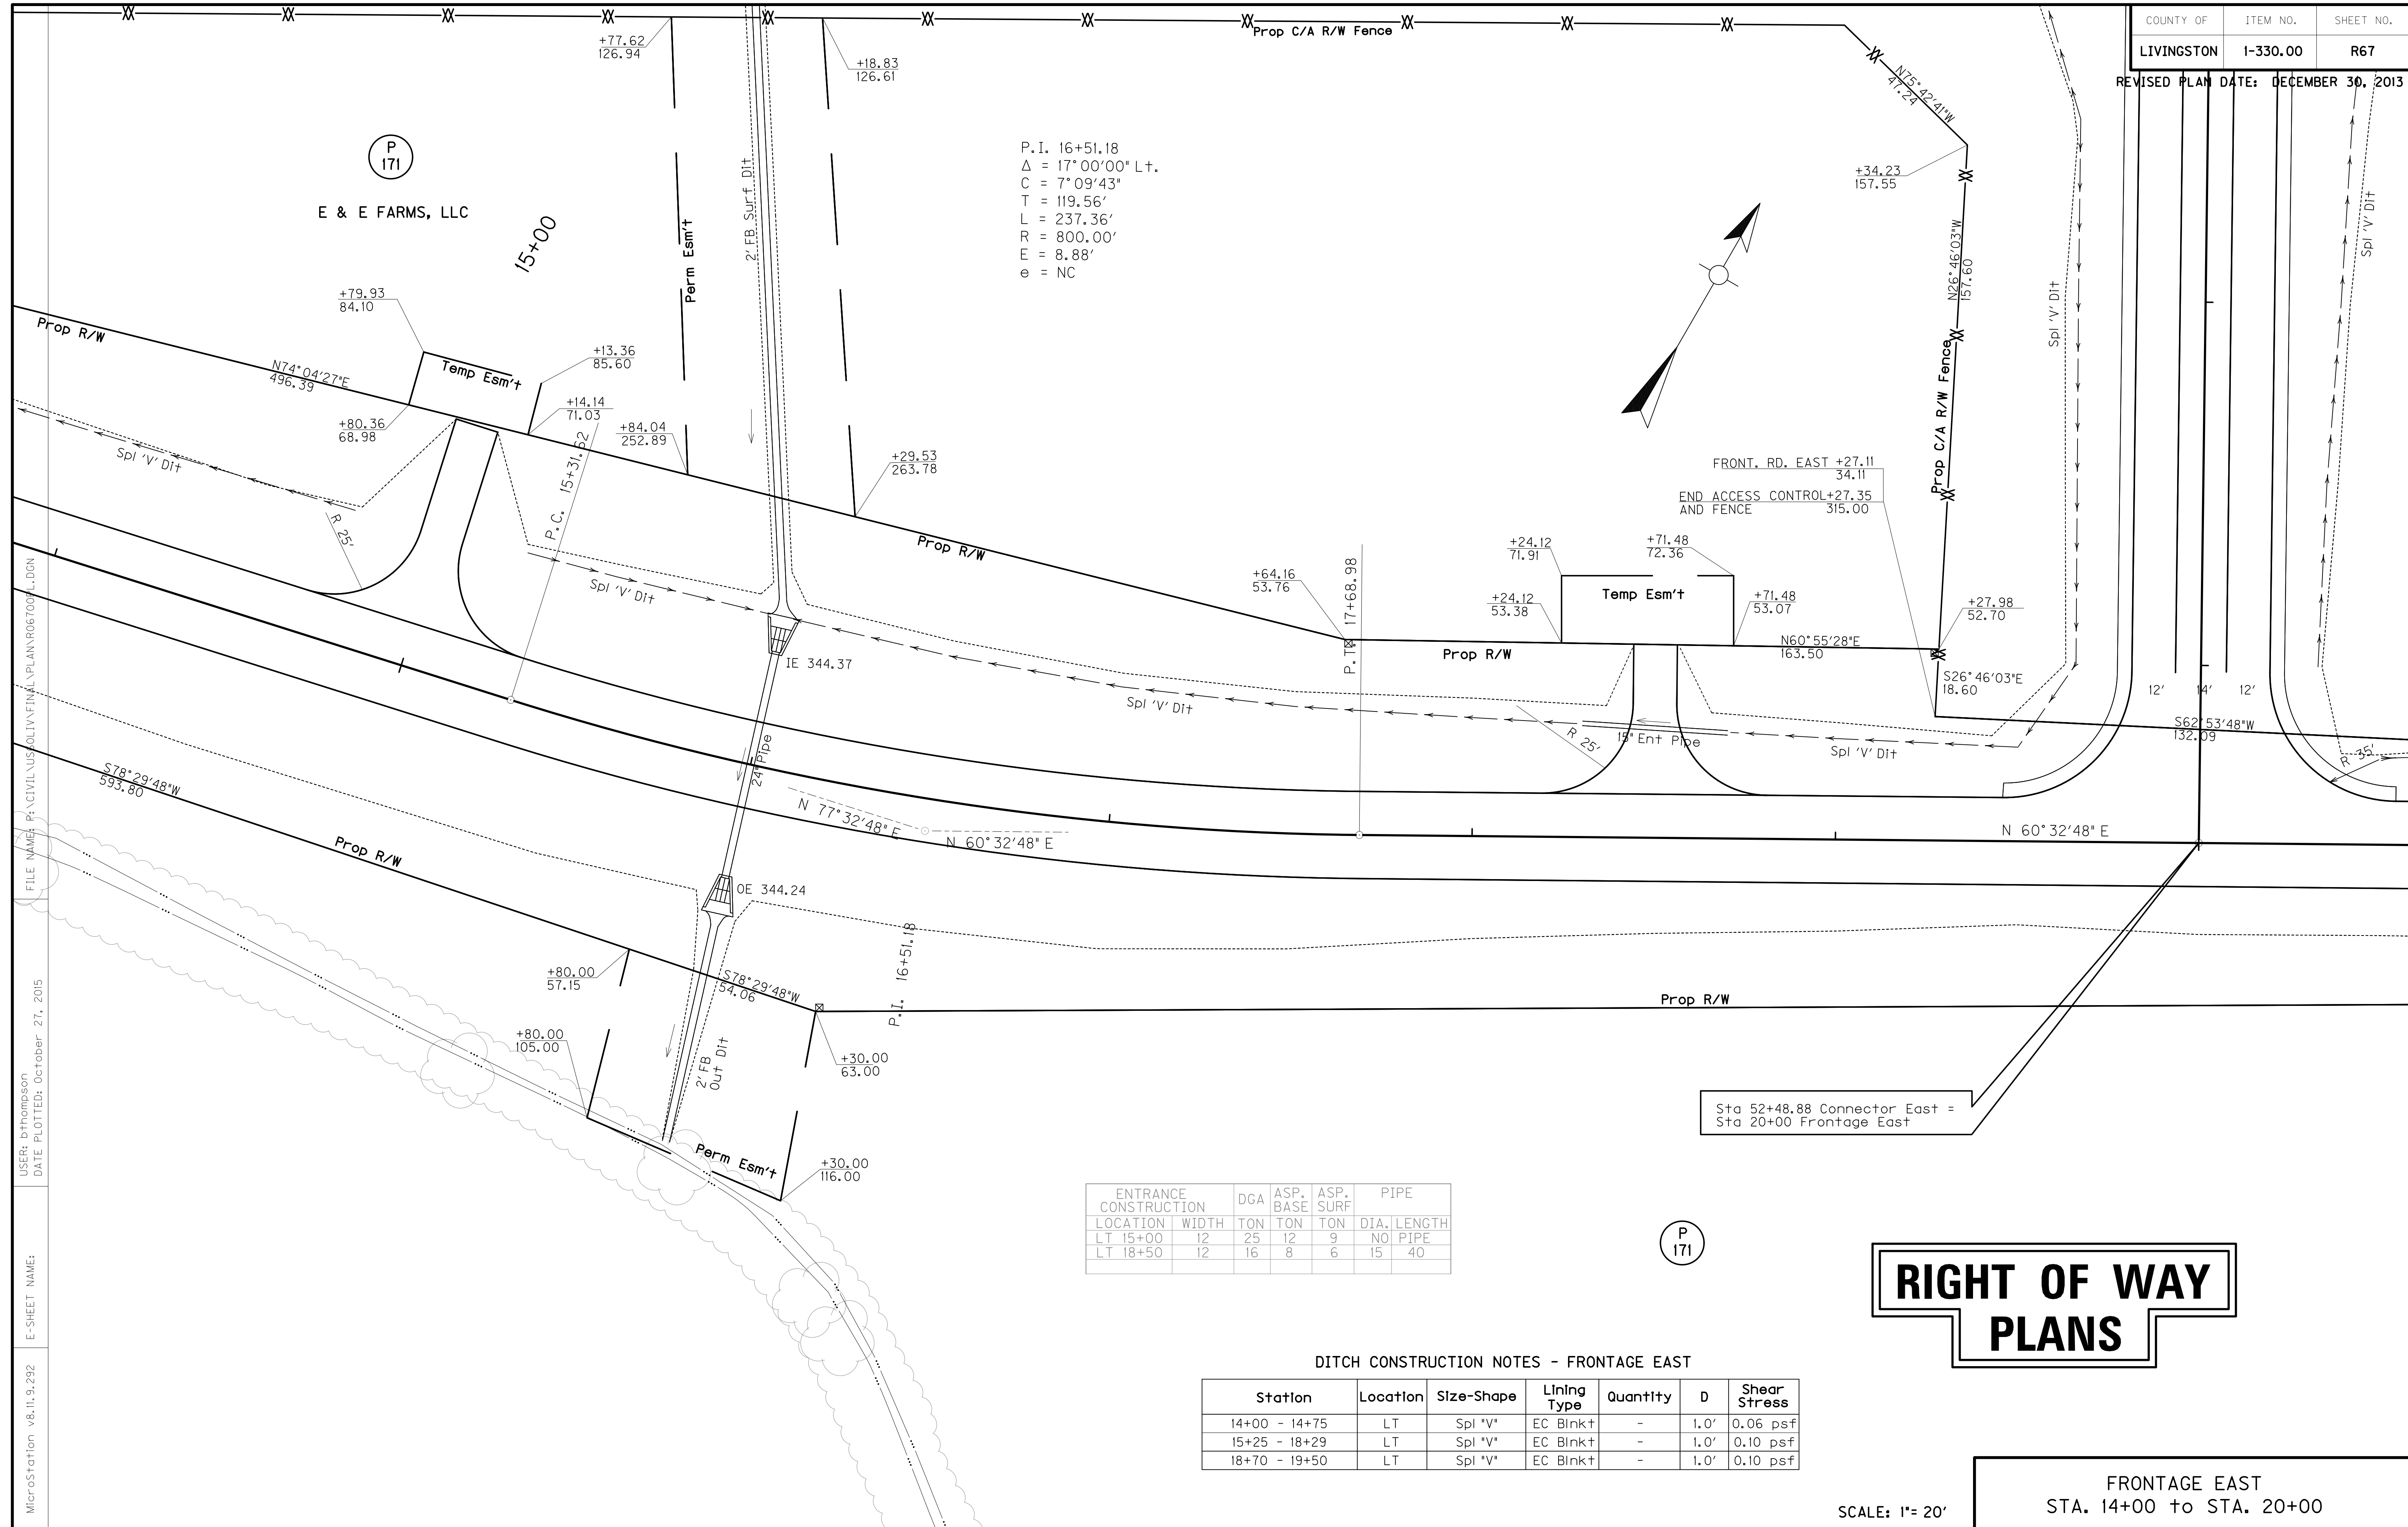 COUNTY OF ITEM NO. SHEET NO.
LIVINGSTON 1-330.00 R67
REVISED PLAN DATE: DECEMBER 30, 2013
Prop C/A R/W Fence
+77.62
126.94
+18.83
126.61
N75°42'41"W
47.24
P
171
E & E FARMS, LLC
15+00
Perm Esm't
2' FB Surf Dit
P.I. 16+51.18
Δ = 17°00'00" Lt.
C = 7°09'43"
T = 119.56'
L = 237.36'
R = 800.00'
E = 8.88'
e = NC
+34.23
157.55
N26°46'03"W
157.60
Prop C/A R/W Fence
Spl 'V' Dit
Spl 'V' Dit
+79.93
84.10
Prop R/W
N74°04'27"E
496.39
Temp Esm't
+13.36
85.60
+14.14
71.03
+80.36
68.98
+84.04
252.89
+29.53
263.78
Spl 'V' Dit
R 25'
P.C. 15+31.62
Spl 'V' Dit
Prop R/W
FRONT. RD. EAST +27.11
34.11
END ACCESS CONTROL+27.35
AND FENCE 315.00
+64.16
53.76
P.T. 17+68.98
+24.12
71.91
+71.48
72.36
+24.12
53.38
Temp Esm't
+71.48
53.07
+27.98
52.70
Prop R/W
N60°55'28"E
163.50
S26°46'03"E
18.60
IE 344.37
Spl 'V' Dit
R 25'
15" Ent Pipe
Spl 'V' Dit
12' 14' 12'
S62°53'48"W
132.09
R 35'
24" Pipe
S78°29'48"W
593.80
Prop R/W
N 77°32'48" E
N 60°32'48" E
N 60°32'48" E
OE 344.24
+80.00
57.15
S78°29'48"W
54.06
P.I. 16+51.18
Prop R/W
+80.00
105.00
2' FB
Out Dit
+30.00
63.00
Perm Esm't
+30.00
116.00
Sta 52+48.88 Connector East =
Sta 20+00 Frontage East
ENTRANCE CONSTRUCTION DGA ASP. BASE ASP. SURF PIPE
LOCATION WIDTH TON TON TON DIA. LENGTH
LT 15+00 12 25 12 9 NO PIPE
LT 18+50 12 16 8 6 15 40
P
171
RIGHT OF WAY
PLANS
DITCH CONSTRUCTION NOTES - FRONTAGE EAST
Station Location Size-Shape Lining Type Quantity D Shear Stress
14+00 - 14+75 LT Spl "V" EC Blnkt - 1.0' 0.06 psf
15+25 - 18+29 LT Spl "V" EC Blnkt - 1.0' 0.10 psf
18+70 - 19+50 LT Spl "V" EC Blnkt - 1.0' 0.10 psf
SCALE: 1"= 20'
FRONTAGE EAST
STA. 14+00 to STA. 20+00
FILE NAME: P:\CIVIL\US60LIV\FINAL\PLAN\R06700PL.DGN
USER: bthompson
DATE PLOTTED: October 27, 2015
E-SHEET NAME:
MicroStation v8.11.9.292